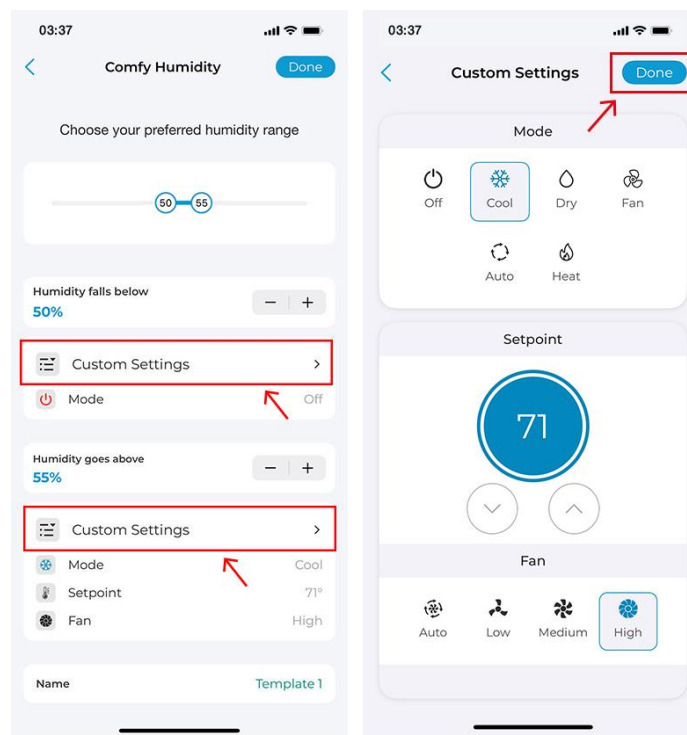 03:37
Comfy Humidity
Done
Choose your preferred humidity range
50 55
Humidity falls below
50%
− +
Custom Settings
Mode Off
Humidity goes above
55%
− +
Custom Settings
Mode Cool
Setpoint 71°
Fan High
Name Template 1
03:37
Custom Settings
Done
Mode
Off Cool Dry Fan
Auto Heat
Setpoint
71
Fan
Auto Low Medium High